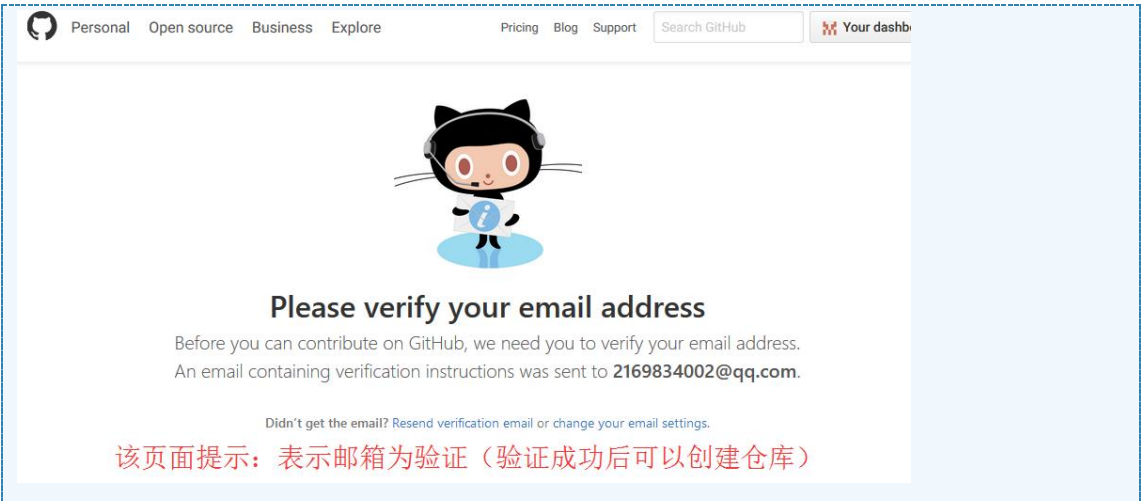 Personal Open source Business Explore Pricing Blog Support Search GitHub Your dashb
Please verify your email address
Before you can contribute on GitHub, we need you to verify your email address.
An email containing verification instructions was sent to 2169834002@qq.com.
Didn't get the email? Resend verification email or change your email settings.
该页面提示：表示邮箱为验证（验证成功后可以创建仓库）